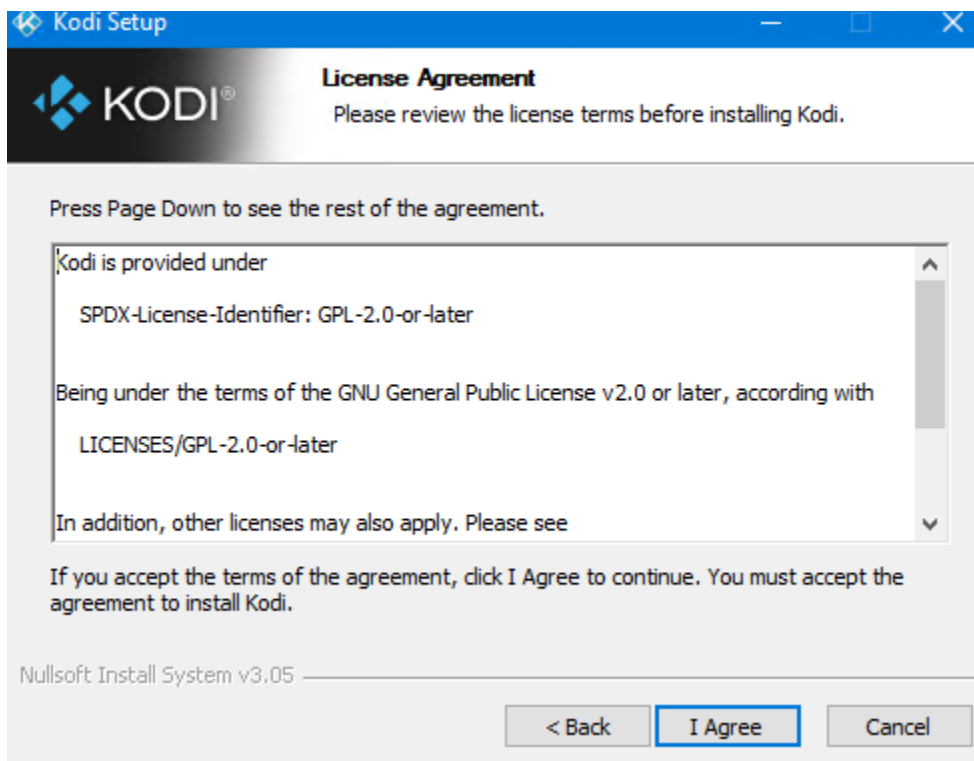 Kodi Setup
KODI®
License Agreement
Please review the license terms before installing Kodi.
Press Page Down to see the rest of the agreement.
Kodi is provided under
SPDX-License-Identifier: GPL-2.0-or-later
Being under the terms of the GNU General Public License v2.0 or later, according with
LICENSES/GPL-2.0-or-later
In addition, other licenses may also apply. Please see
If you accept the terms of the agreement, click I Agree to continue. You must accept the
agreement to install Kodi.
Nullsoft Install System v3.05
< Back
I Agree
Cancel